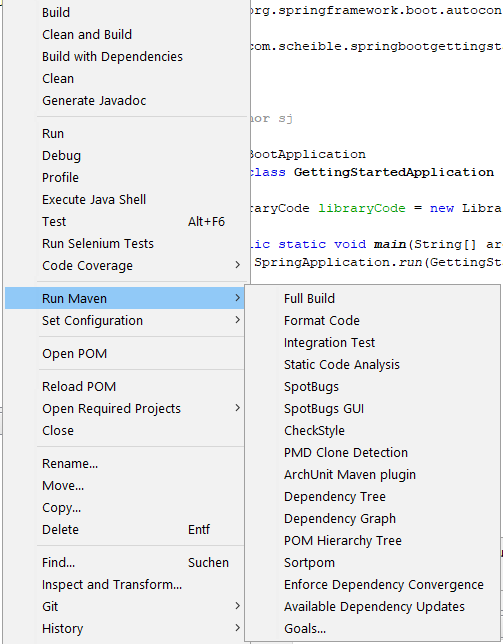 Build
Clean and Build
Build with Dependencies
Clean
Generate Javadoc
Run
Debug
Profile
Execute Java Shell
Test Alt+F6
Run Selenium Tests
Code Coverage
Run Maven
Set Configuration
Open POM
Reload POM
Open Required Projects
Close
Rename...
Move...
Copy...
Delete Entf
Find... Suchen
Inspect and Transform...
Git
History
Full Build
Format Code
Integration Test
Static Code Analysis
SpotBugs
SpotBugs GUI
CheckStyle
PMD Clone Detection
ArchUnit Maven plugin
Dependency Tree
Dependency Graph
POM Hierarchy Tree
Sortpom
Enforce Dependency Convergence
Available Dependency Updates
Goals...
org.springframework.boot.autocon
com.scheible.springbootgettingst
hor sj
BootApplication
class GettingStartedApplication
raryCode libraryCode = new Libra
lic static void main(String[] ar
SpringApplication.run(GettingSt